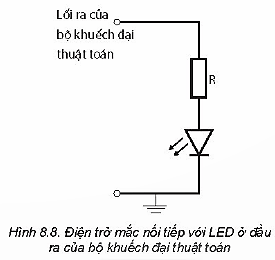 Lối ra của
bộ khuếch đại
thuật toán
R
Hình 8.8. Điện trở mắc nối tiếp với LED ở đầu
ra của bộ khuếch đại thuật toán